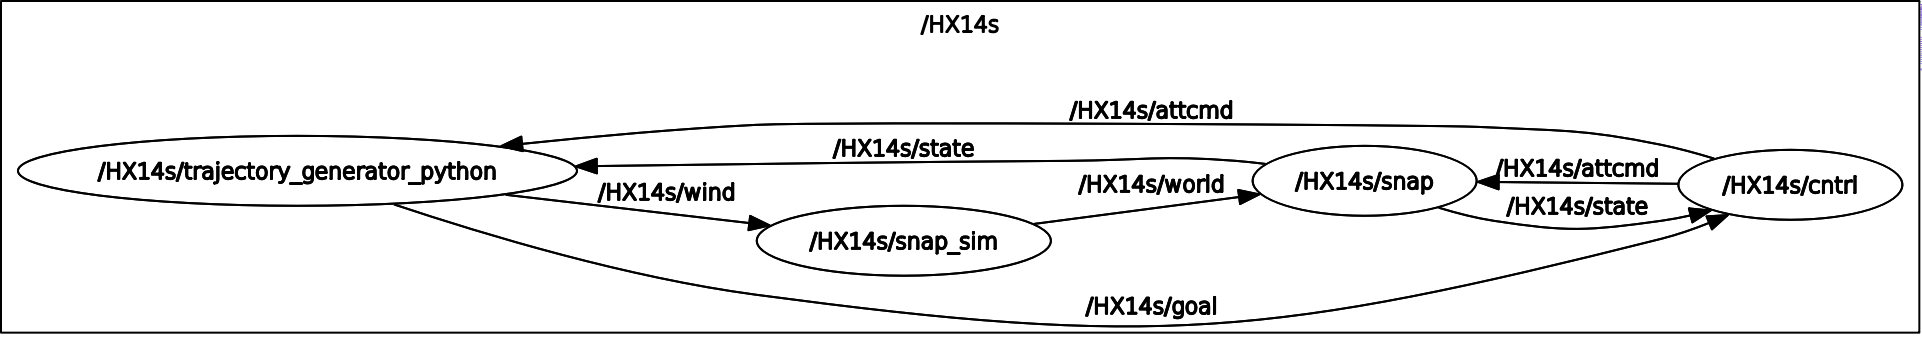 /HX14s
/HX14s/attcmd
/HX14s/state
/HX14s/attcmd
/HX14s/trajectory_generator_python
/HX14s/wind
/HX14s/world
/HX14s/snap
/HX14s/cntrl
/HX14s/state
/HX14s/snap_sim
/HX14s/goal